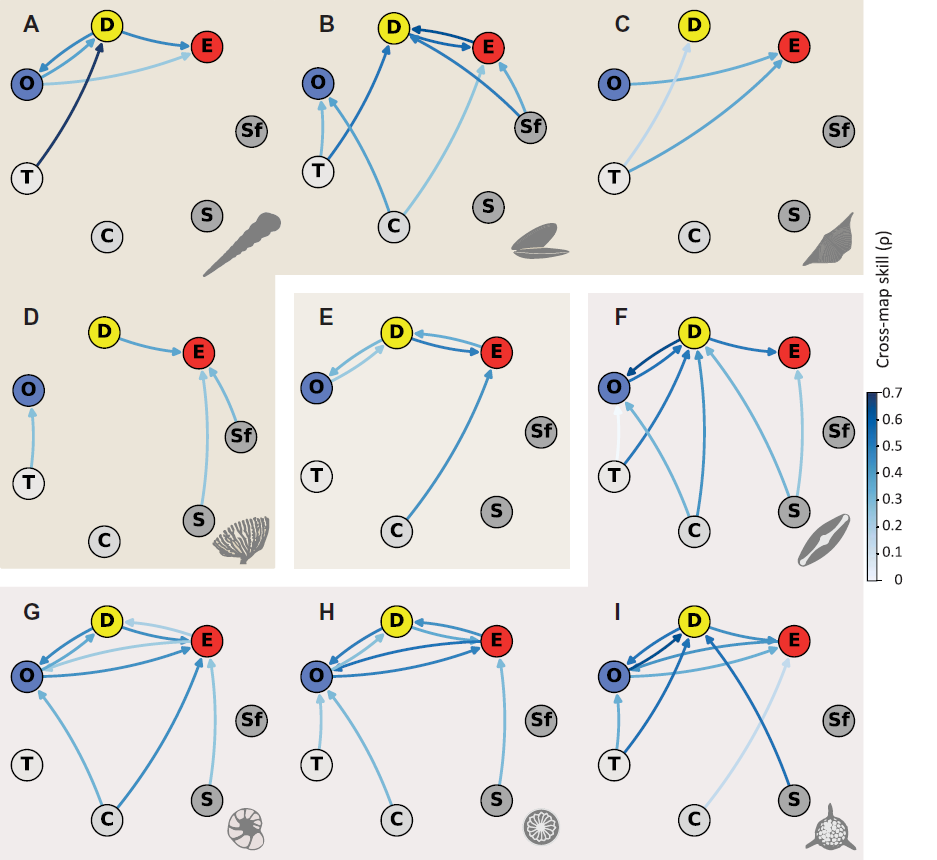 A
D
E
O
Sf
T
S
C
B
D
E
O
Sf
T
S
C
C
D
E
O
Sf
T
S
C
Cross-map skill (ρ)
0.7
0.6
0.5
0.4
0.3
0.2
0.1
0
D
D
E
O
Sf
T
S
C
E
D
E
O
Sf
T
S
C
F
D
E
O
Sf
T
S
C
G
D
E
O
Sf
T
S
C
H
D
E
O
Sf
T
S
C
I
D
E
O
Sf
T
S
C